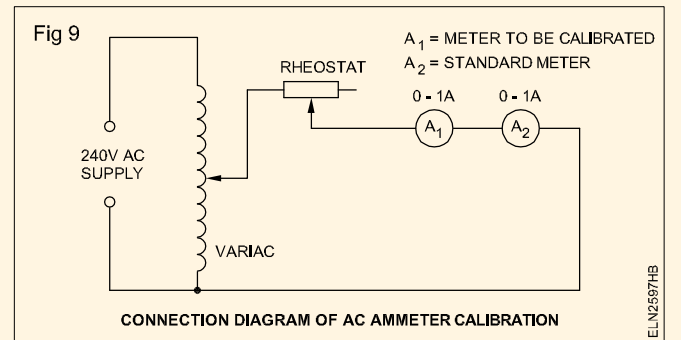 Fig 9
A1 = METER TO BE CALIBRATED
A2 = STANDARD METER
RHEOSTAT
0 - 1A
0 - 1A
A1
A2
240V AC
SUPPLY
VARIAC
CONNECTION DIAGRAM OF AC AMMETER CALIBRATION
ELN2597HB